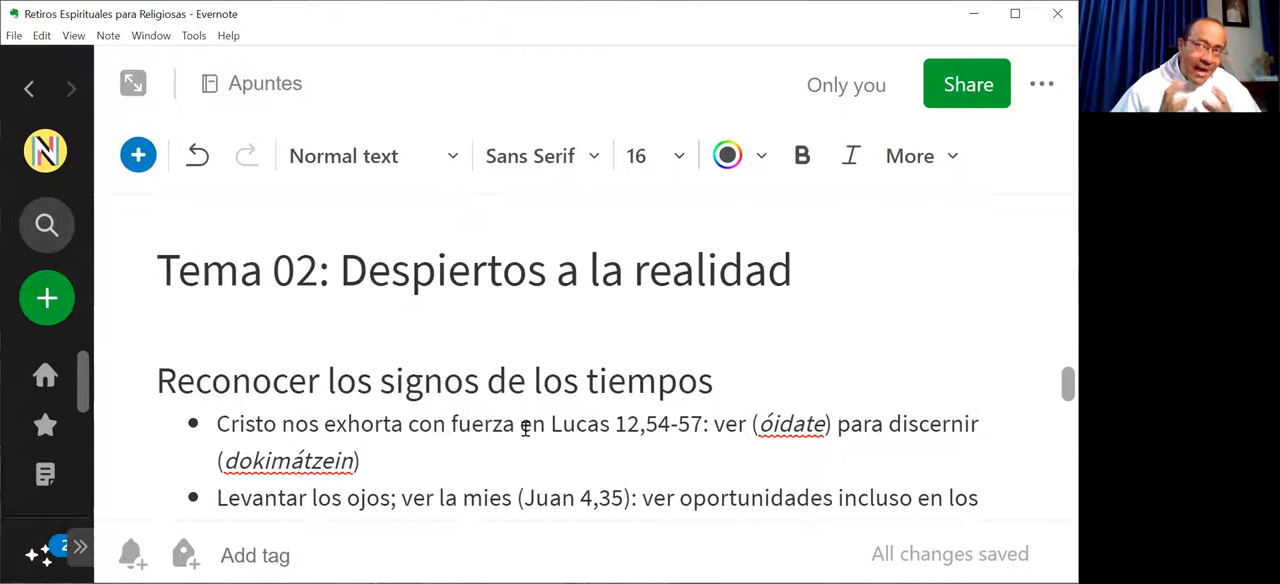 Retiros Espirituales para Religiosas - Evernote
File Edit View Note Window Tools Help
Apuntes
Only you
Share
Normal text
Sans Serif
16
B
I
More
Tema 02: Despiertos a la realidad
Reconocer los signos de los tiempos
• Cristo nos exhorta con fuerza en Lucas 12,54-57: ver (óidate) para discernir
(dokimátzein)
• Levantar los ojos; ver la mies (Juan 4,35): ver oportunidades incluso en los
2
Add tag
All changes saved